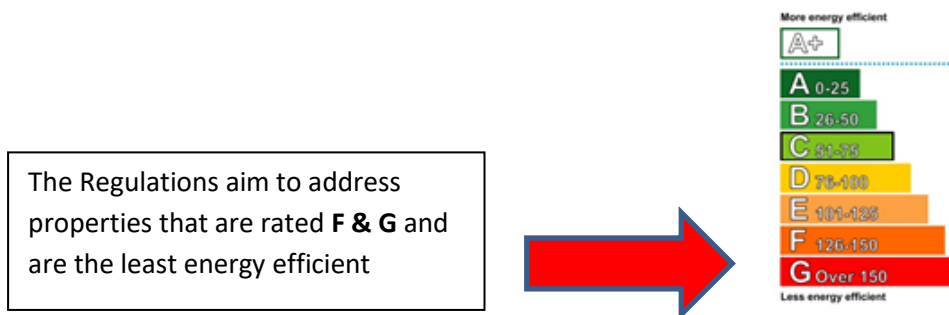 The Regulations aim to address
properties that are rated F & G and
are the least energy efficient
More energy efficient
A+
A 0-25
B 26-50
C 51-75
D 76-100
E 101-125
F 126-150
G Over 150
Less energy efficient